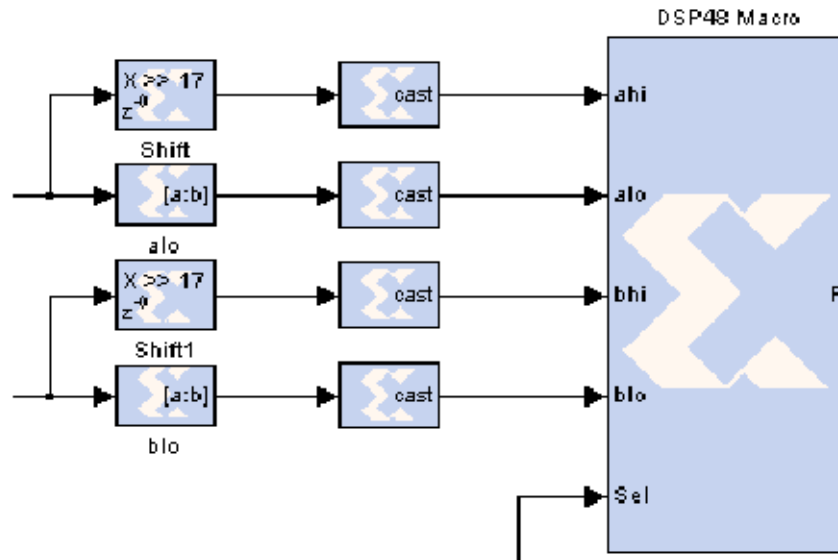 DSP48 Macro
X >> 17
z-0
cast
ahi
Shift
[a:b]
cast
alo
alo
X >> 17
z-0
cast
bhi
Shift1
[a:b]
cast
blo
blo
Sel